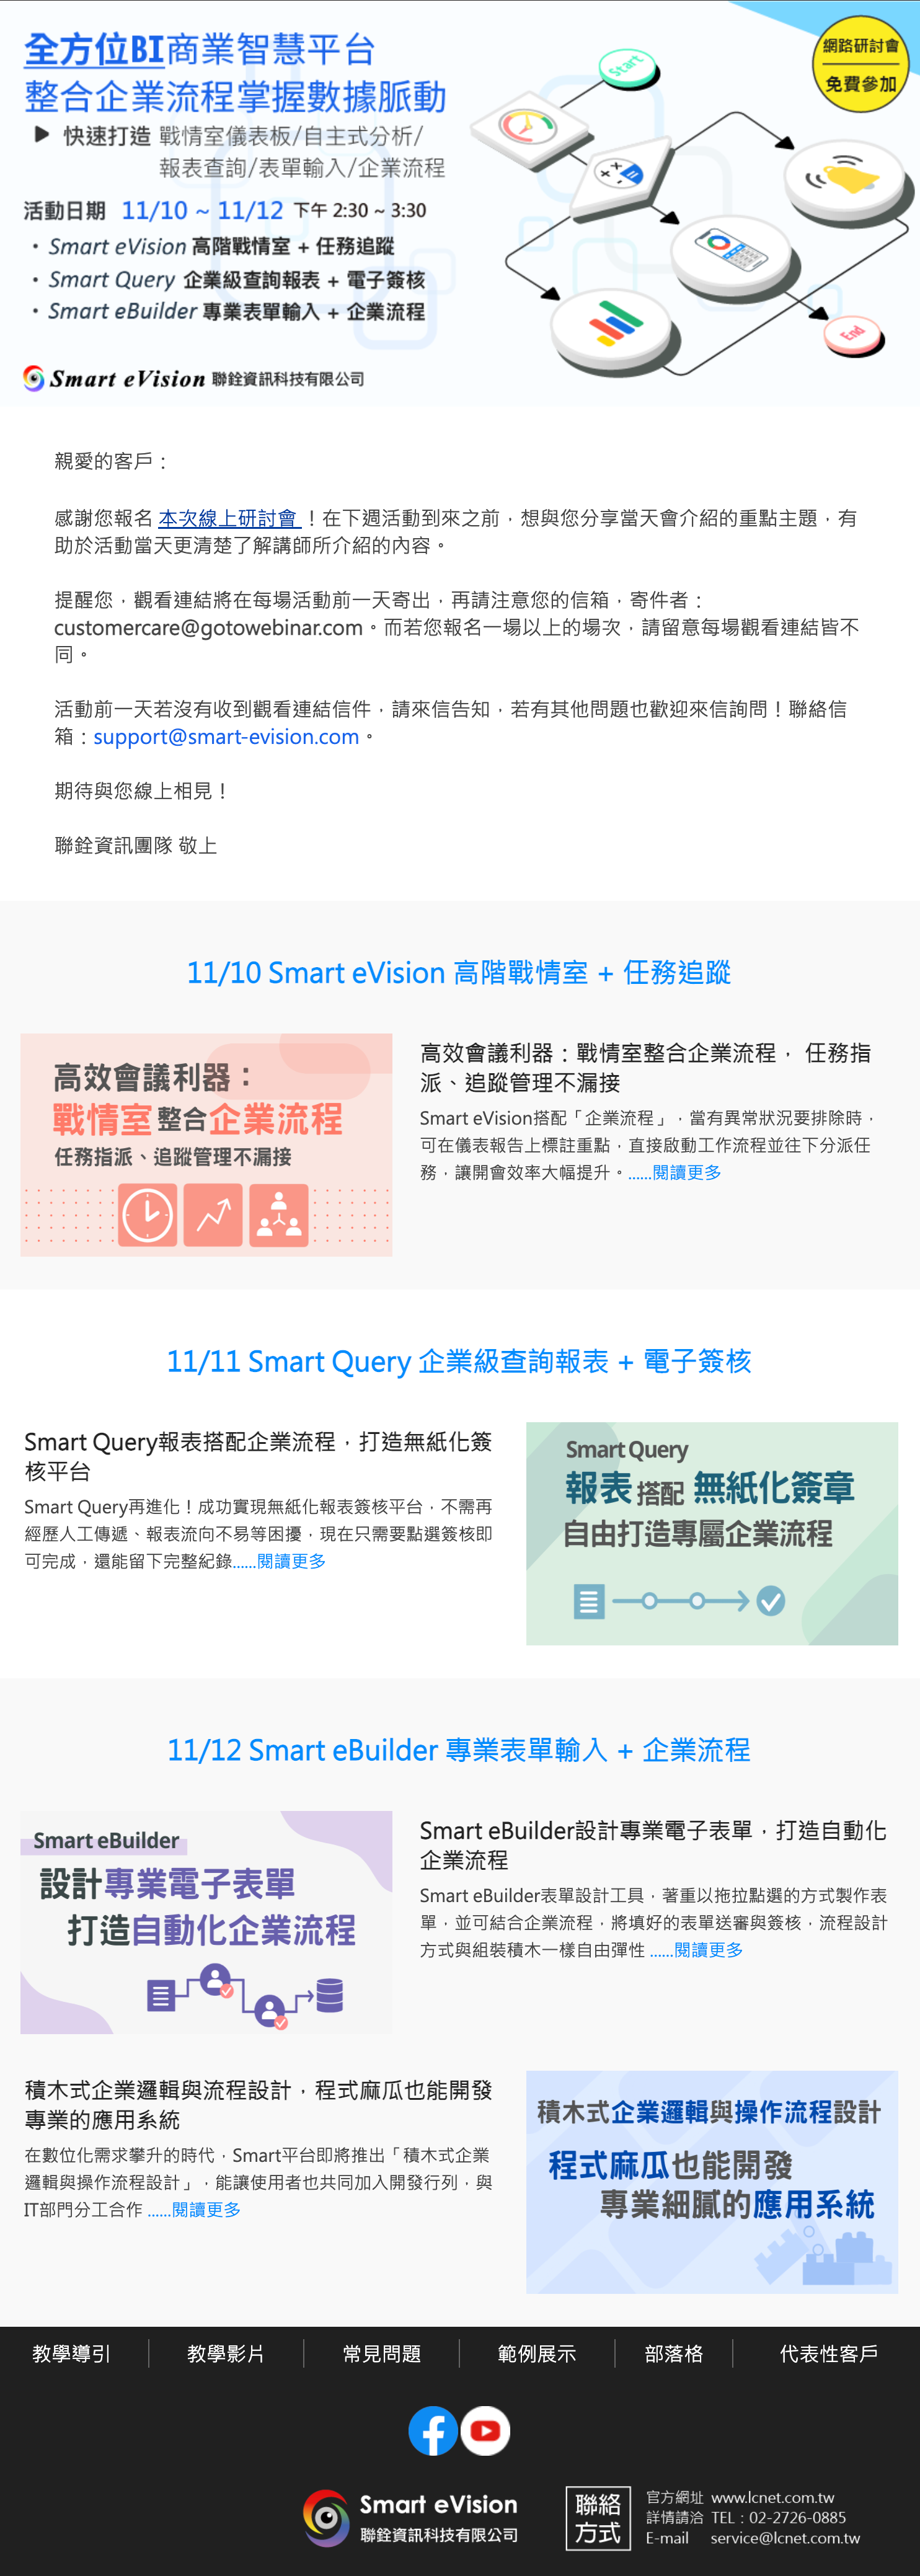 全方位BI商業智慧平台
整合企業流程掌握數據脈動
▶ 快速打造 戰情室儀表板/自主式分析/
報表查詢/表單輸入/企業流程
網路研討會
免費參加
Start
End
活動日期 11/10 ~ 11/12 下午 2:30 ~ 3:30
・Smart eVision 高階戰情室 + 任務追蹤
・Smart Query 企業級查詢報表 + 電子簽核
・Smart eBuilder 專業表單輸入 + 企業流程
Smart eVision 聯銓資訊科技有限公司
親愛的客戶：
感謝您報名 本次線上研討會 ！在下週活動到來之前，想與您分享當天會介紹的重點主題，有
助於活動當天更清楚了解講師所介紹的內容。
提醒您，觀看連結將在每場活動前一天寄出，再請注意您的信箱，寄件者：
customercare@gotowebinar.com。而若您報名一場以上的場次，請留意每場觀看連結皆不
同。
活動前一天若沒有收到觀看連結信件，請來信告知，若有其他問題也歡迎來信詢問！聯絡信
箱：support@smart-evision.com。
期待與您線上相見！
聯銓資訊團隊 敬上
11/10 Smart eVision 高階戰情室 + 任務追蹤
高效會議利器：
戰情室整合企業流程
任務指派、追蹤管理不漏接
高效會議利器：戰情室整合企業流程， 任務指
派、追蹤管理不漏接
Smart eVision搭配「企業流程」，當有異常狀況要排除時，
可在儀表報告上標註重點，直接啟動工作流程並往下分派任
務，讓開會效率大幅提升。......閱讀更多
11/11 Smart Query 企業級查詢報表 + 電子簽核
Smart Query報表搭配企業流程，打造無紙化簽
核平台
Smart Query再進化！成功實現無紙化報表簽核平台，不需再
經歷人工傳遞、報表流向不易等困擾，現在只需要點選簽核即
可完成，還能留下完整紀錄......閱讀更多
Smart Query
報表 搭配 無紙化簽章
自由打造專屬企業流程
11/12 Smart eBuilder 專業表單輸入 + 企業流程
Smart eBuilder
設計專業電子表單
打造自動化企業流程
Smart eBuilder設計專業電子表單，打造自動化
企業流程
Smart eBuilder表單設計工具，著重以拖拉點選的方式製作表
單，並可結合企業流程，將填好的表單送審與簽核，流程設計
方式與組裝積木一樣自由彈性 ......閱讀更多
積木式企業邏輯與流程設計，程式麻瓜也能開發
專業的應用系統
在數位化需求攀升的時代，Smart平台即將推出「積木式企業
邏輯與操作流程設計」，能讓使用者也共同加入開發行列，與
IT部門分工合作 ......閱讀更多
積木式企業邏輯與操作流程設計
程式麻瓜也能開發
專業細膩的應用系統
教學導引
教學影片
常見問題
範例展示
部落格
代表性客戶
Smart eVision
聯銓資訊科技有限公司
聯絡
方式
官方網址 www.lcnet.com.tw
詳情請洽 TEL：02-2726-0885
E-mail service@lcnet.com.tw